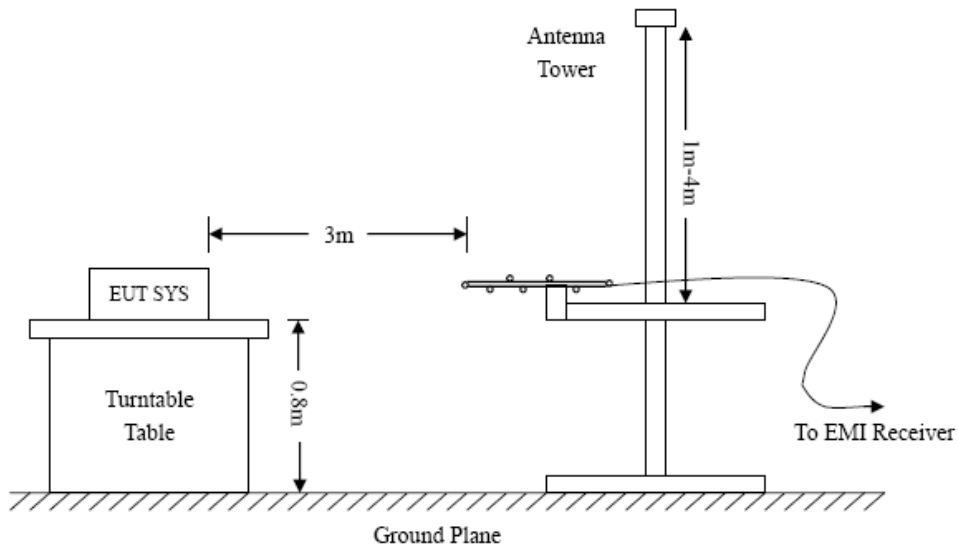 Antenna
Tower
1m-4m
3m
EUT SYS
Turntable
Table
0.8m
To EMI Receiver
Ground Plane